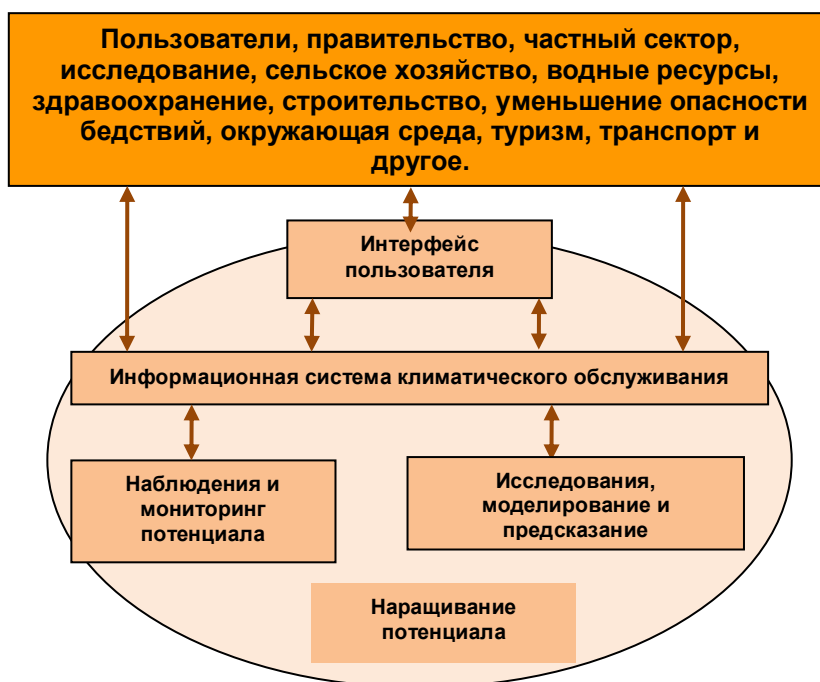 Пользователи, правительство, частный сектор,
исследование, сельское хозяйство, водные ресурсы,
здравоохранение, строительство, уменьшение опасности
бедствий, окружающая среда, туризм, транспорт и
другое.
Интерфейс
пользователя
Информационная система климатического обслуживания
Наблюдения и
мониторинг
потенциала
Исследования,
моделирование и
предсказание
Наращивание
потенциала